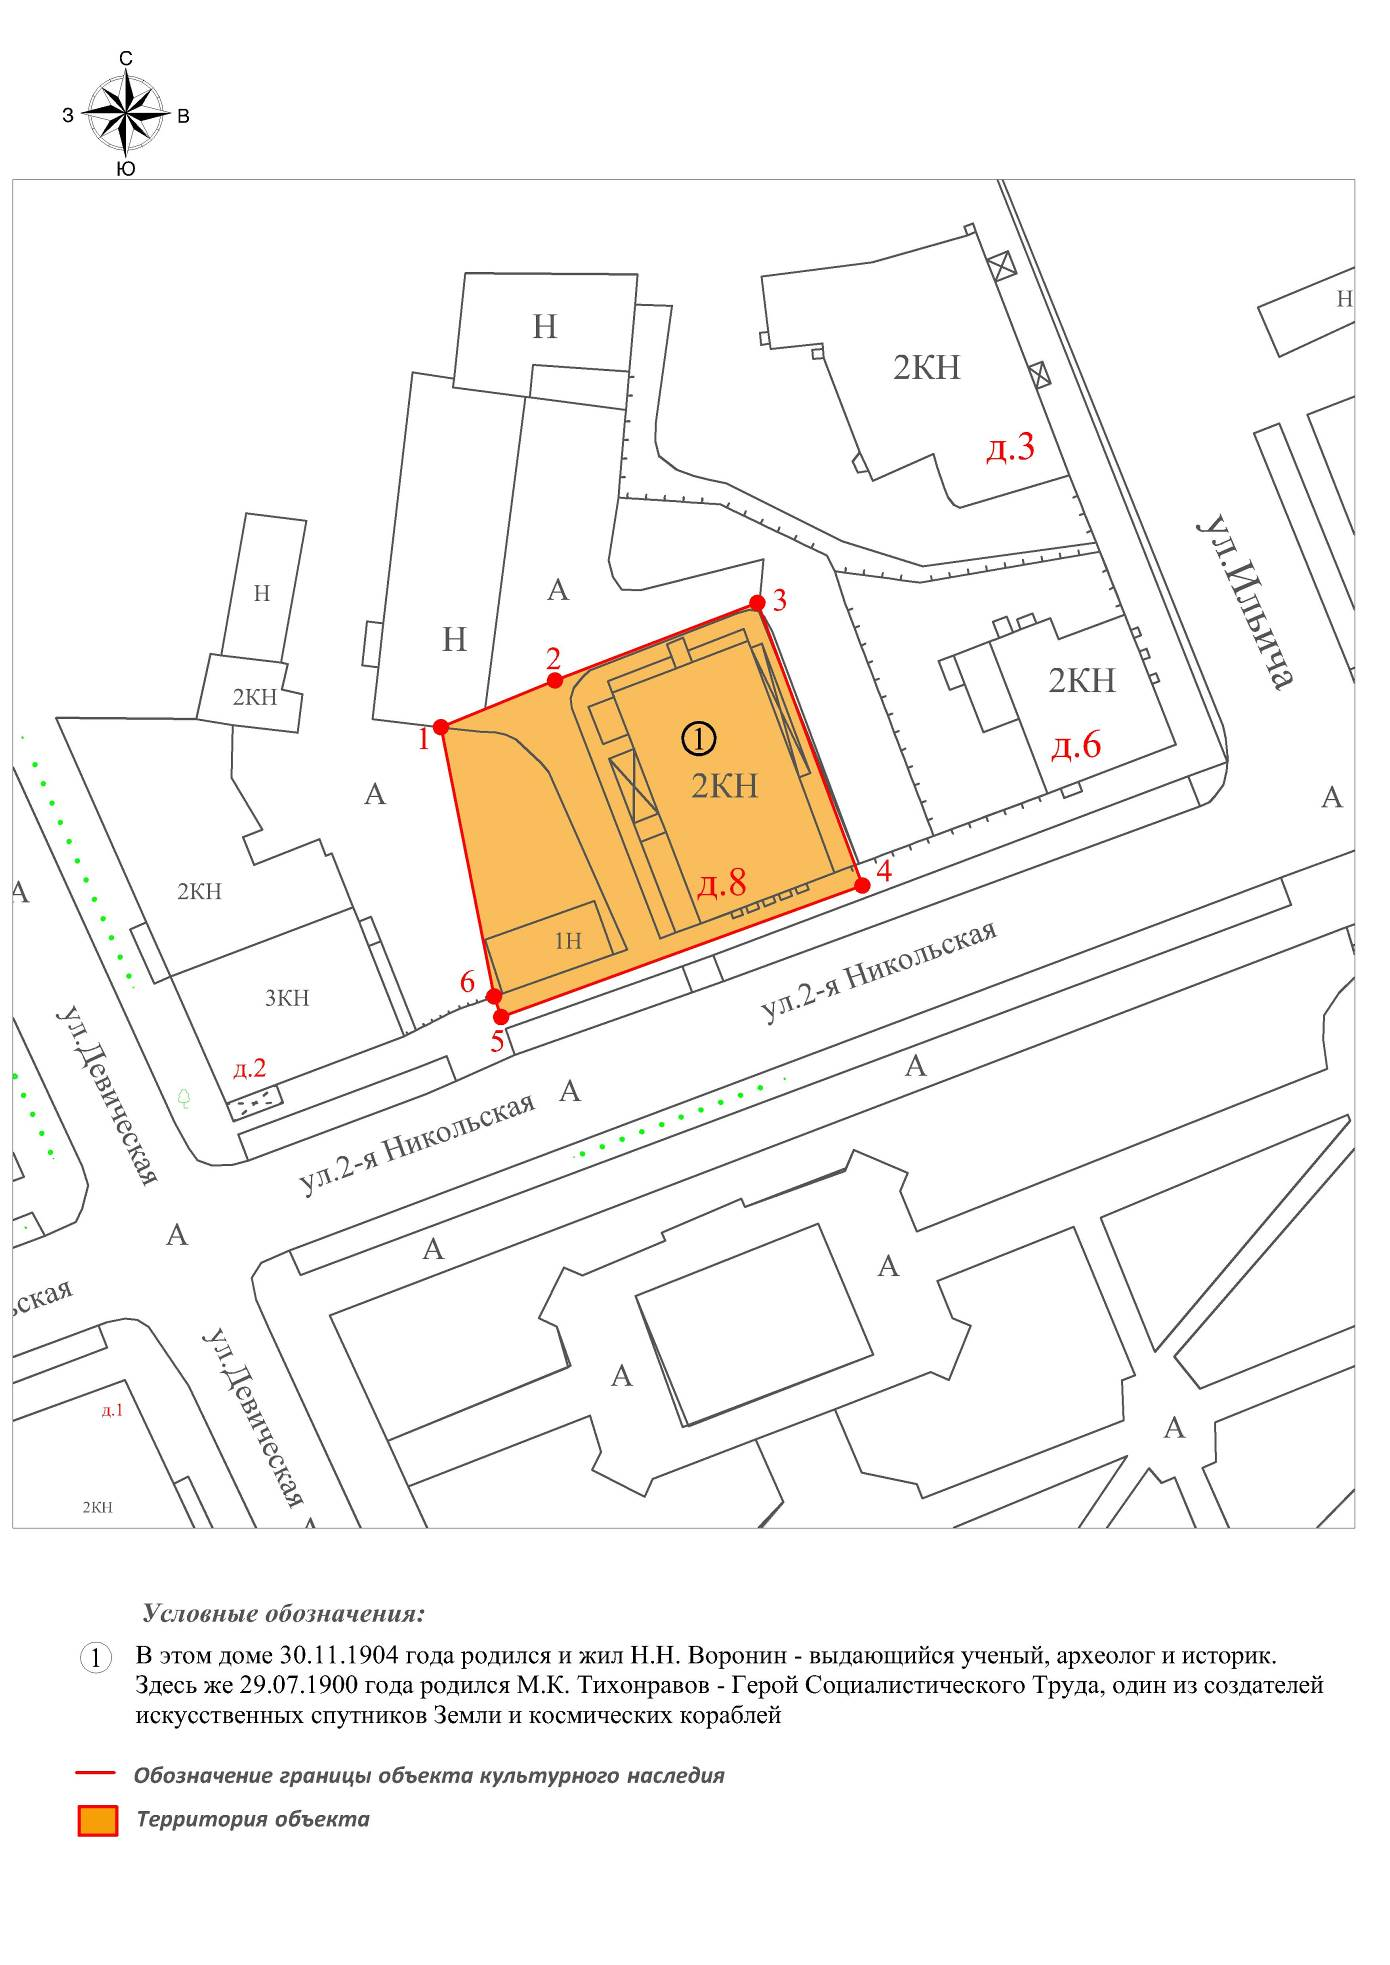 С
З В
Ю
Н
Н
2КН
д.3
ул.Ильича
Н
А
Н
3
2
2КН
Н
2КН
1
1
2КН
д.6
А
А
2КН
д.8
4
А
2КН
1Н
6
3КН
5
ул.2-я Никольская
ул.Девическая
д.2
А
А
ул.2-я Никольская
А
А
А
ьская
ул.Девическая
А
д.1
А
2КН
А
Условные обозначения:
1 В этом доме 30.11.1904 года родился и жил Н.Н. Воронин - выдающийся ученый, археолог и историк.
Здесь же 29.07.1900 года родился М.К. Тихонравов - Герой Социалистического Труда, один из создателей
искусственных спутников Земли и космических кораблей
Обозначение границы объекта культурного наследия
Территория объекта